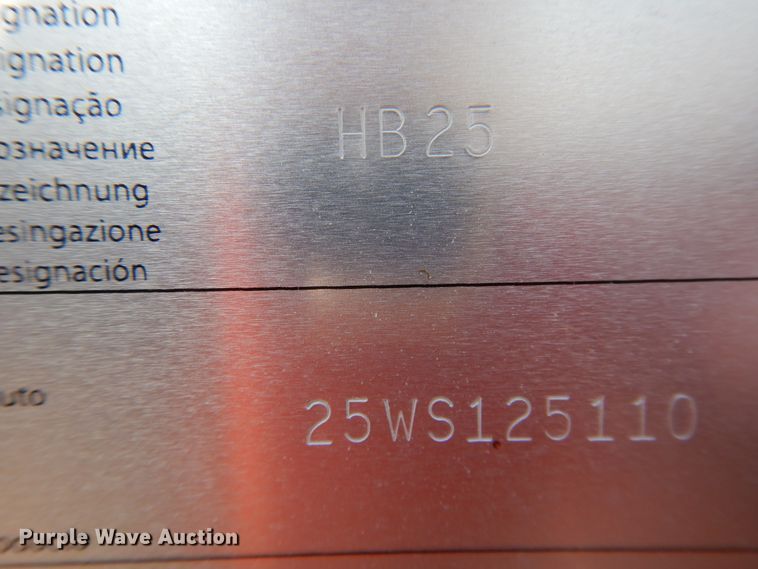 gnation
ignation
signação
означение
zeichnung
esingazione
esignación
HB25
uto
25WS125110
Purple Wave Auction